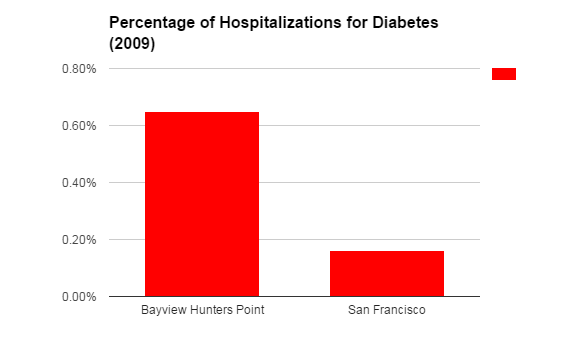 Percentage of Hospitalizations for Diabetes
(2009)
0.80%
0.60%
0.40%
0.20%
0.00%
Bayview Hunters Point
San Francisco